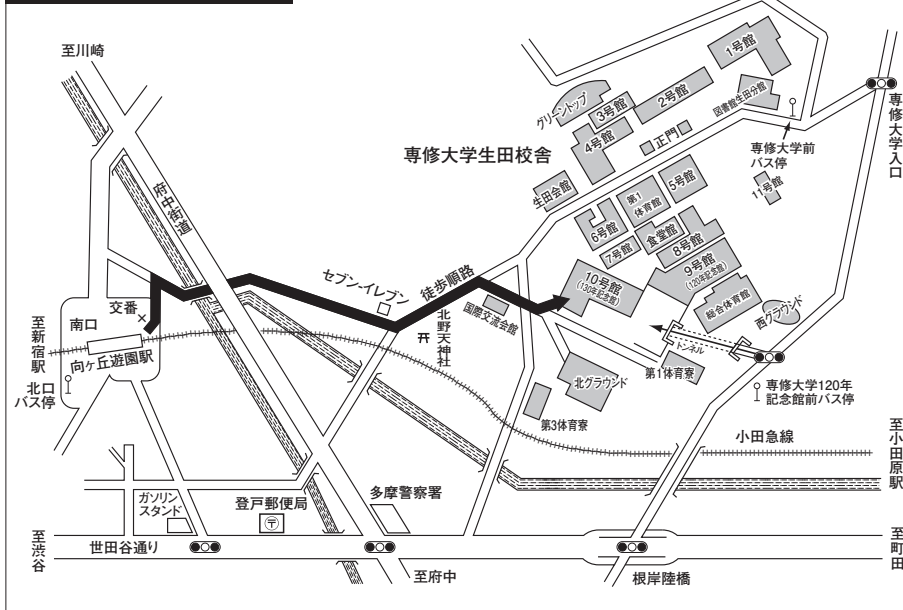 至川崎
府中街道
専修大学生田校舎
グリーントップ
3号館
4号館
2号館
1号館
図書館生田分館
正門
専修大学前
バス停
専修大学入口
生田会館
6号館
第1
体育館
5号館
7号館
食堂館
8号館
9号館
(120年記念館)
10号館
(130年記念館)
11号館
総合体育館
西グラウンド
トンネル
第1体育寮
専修大学120年
記念館前バス停
セブン-イレブン
徒歩順路
国際交流会館
北野天神社
北グラウンド
第3体育寮
交番
南口
向ヶ丘遊園駅
至新宿駅
北口
バス停
小田急線
至小田原駅
ガソリン
スタンド
登戸郵便局
〒
多摩警察署
至渋谷
世田谷通り
至府中
根岸陸橋
至町田